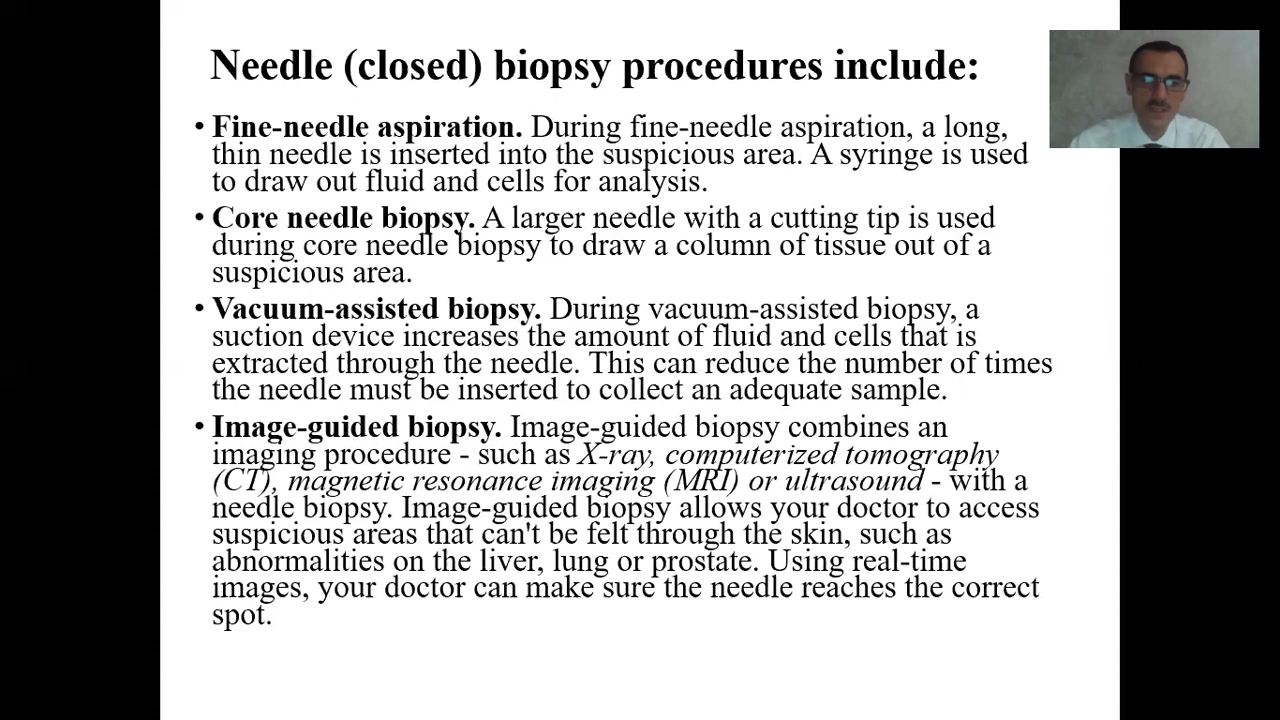 Needle (closed) biopsy procedures include:
• Fine-needle aspiration. During fine-needle aspiration, a long,
thin needle is inserted into the suspicious area. A syringe is used
to draw out fluid and cells for analysis.
• Core needle biopsy. A larger needle with a cutting tip is used
during core needle biopsy to draw a column of tissue out of a
suspicious area.
• Vacuum-assisted biopsy. During vacuum-assisted biopsy, a
suction device increases the amount of fluid and cells that is
extracted through the needle. This can reduce the number of times
the needle must be inserted to collect an adequate sample.
• Image-guided biopsy. Image-guided biopsy combines an
imaging procedure - such as X-ray, computerized tomography
(CT), magnetic resonance imaging (MRI) or ultrasound - with a
needle biopsy. Image-guided biopsy allows your doctor to access
suspicious areas that can't be felt through the skin, such as
abnormalities on the liver, lung or prostate. Using real-time
images, your doctor can make sure the needle reaches the correct
spot.